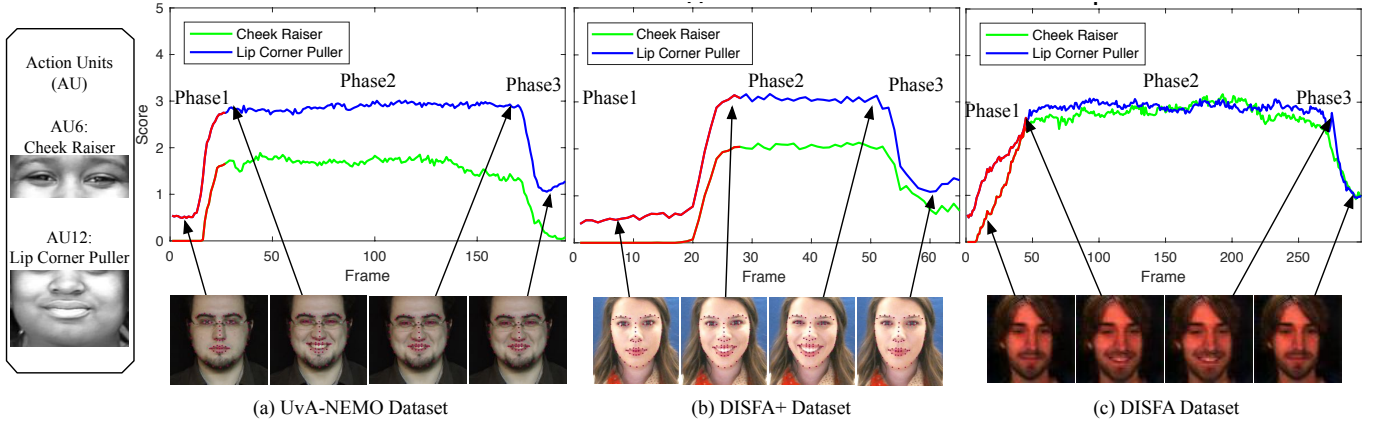 Action Units
(AU)
AU6:
Cheek Raiser
AU12:
Lip Corner Puller
Cheek Raiser
Lip Corner Puller
Phase1
Phase2
Phase3
Score
5
4
3
2
1
0
0
50
100
150
Frame
(a) UvA-NEMO Dataset
Cheek Raiser
Lip Corner Puller
Phase1
Phase2
Phase3
0
10
20
30
40
50
60
Frame
(b) DISFA+ Dataset
Cheek Raiser
Lip Corner Puller
Phase1
Phase2
Phase3
0
50
100
150
200
250
Frame
(c) DISFA Dataset